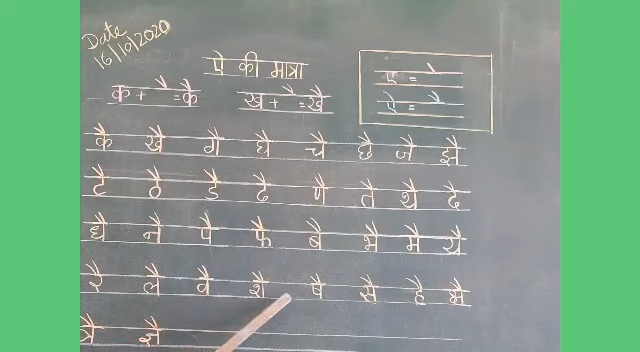 Date
16/10/2020
ऐ की मात्रा
ए = े
क + ै = कै ख + ै = खै
ऐ = ै
कै खै गै घै चै छै जै झै
टै ठै डै ढै णै तै थै दै
धै नै पै फै बै भै मै यै
रै लै वै शै षै सै है क्षै
त्रै ज्ञै